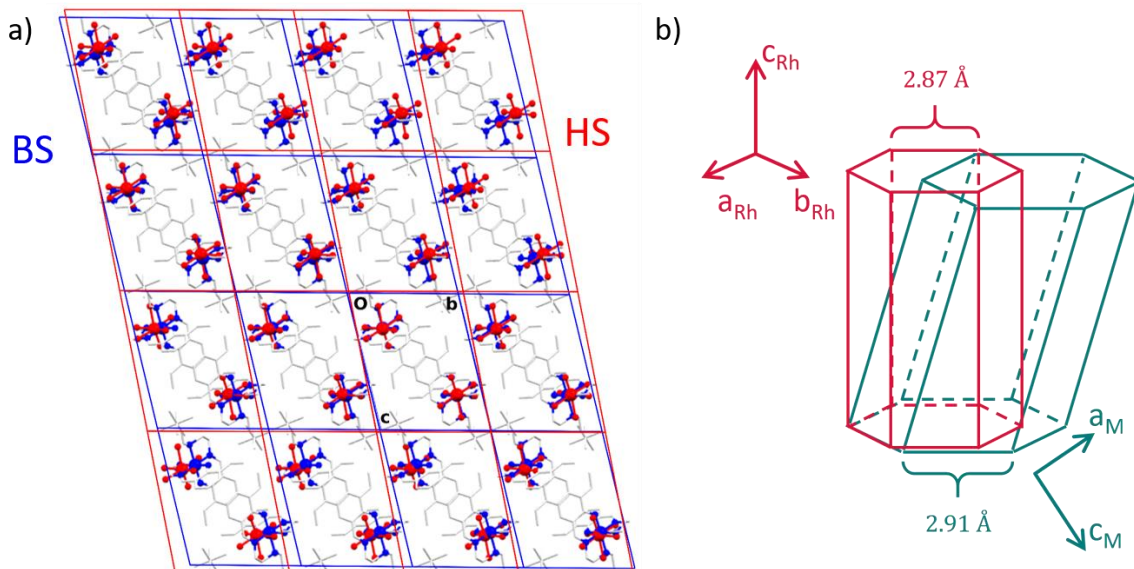 a)
BS
HS
O
b
c
b)
c_Rh
a_Rh
b_Rh
2.87 Å
a_M
2.91 Å
c_M